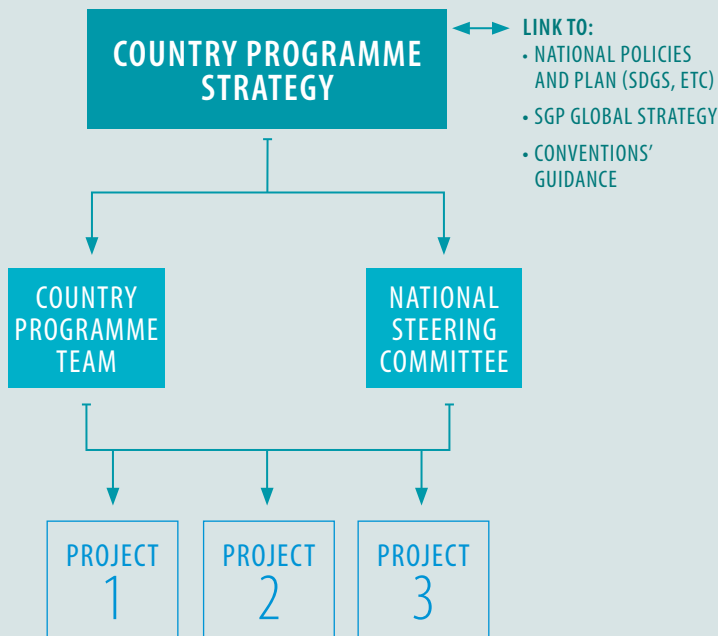 COUNTRY PROGRAMME
STRATEGY
LINK TO:
• NATIONAL POLICIES
AND PLAN (SDGS, ETC)
• SGP GLOBAL STRATEGY
• CONVENTIONS'
GUIDANCE
COUNTRY
PROGRAMME
TEAM
NATIONAL
STEERING
COMMITTEE
PROJECT
1
PROJECT
2
PROJECT
3